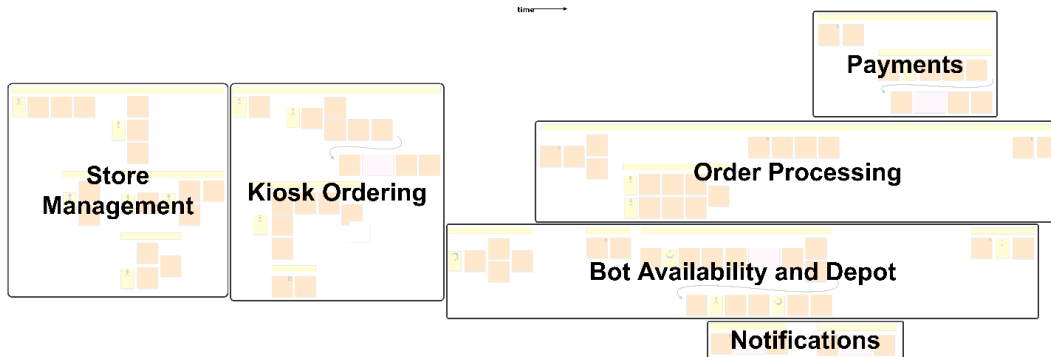 time
Payments
Store
Management
Kiosk Ordering
Order Processing
Bot Availability and Depot
Notifications